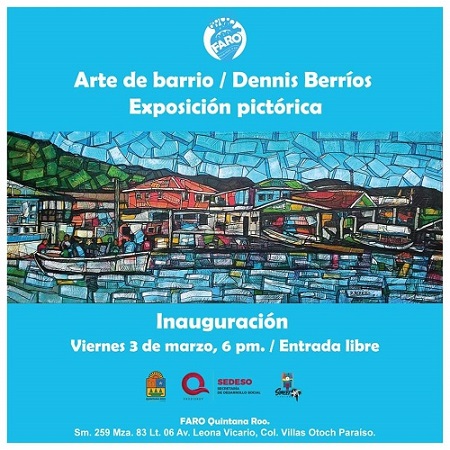 FARO
Arte de barrio / Dennis Berríos
Exposición pictórica
Inauguración
Viernes 3 de marzo, 6 pm. / Entrada libre
SEDESO
SECRETARÍA
DE DESARROLLO SOCIAL
FARO Quintana Roo.
Sm. 259 Mza. 83 Lt. 06 Av. Leona Vicario, Col. Villas Otoch Paraiso.